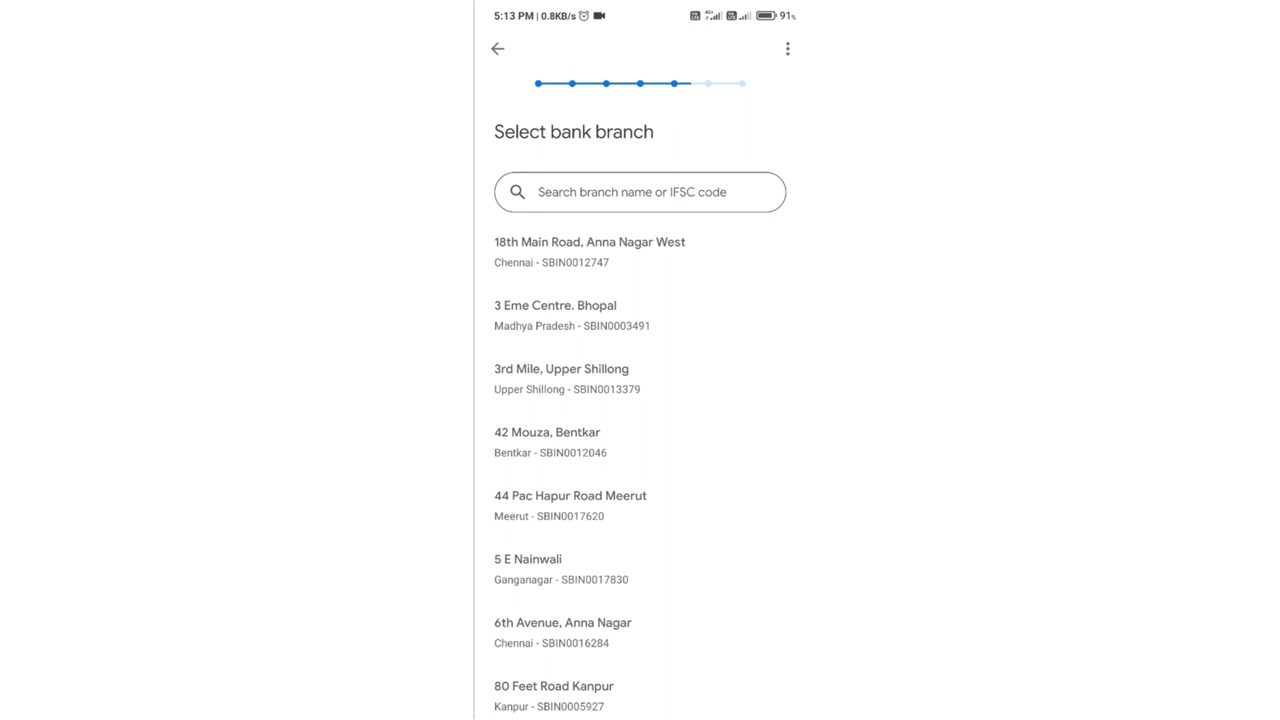 5:13 PM | 0.8KB/s 91%
Select bank branch
Search branch name or IFSC code
18th Main Road, Anna Nagar West
Chennai - SBIN0012747
3 Eme Centre. Bhopal
Madhya Pradesh - SBIN0003491
3rd Mile, Upper Shillong
Upper Shillong - SBIN0013379
42 Mouza, Bentkar
Bentkar - SBIN0012046
44 Pac Hapur Road Meerut
Meerut - SBIN0017620
5 E Nainwali
Ganganagar - SBIN0017830
6th Avenue, Anna Nagar
Chennai - SBIN0016284
80 Feet Road Kanpur
Kanpur - SBIN0005927